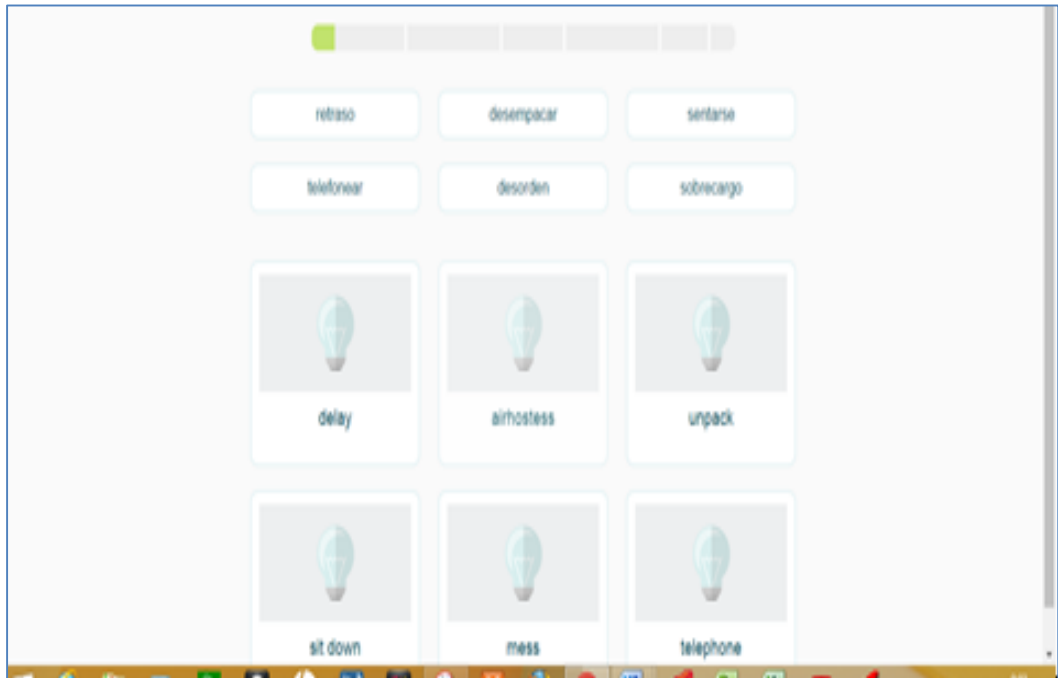 retraso desempacar sentarse
telefonear desorden sobrecargo
delay airhostess unpack
sit down mess telephone